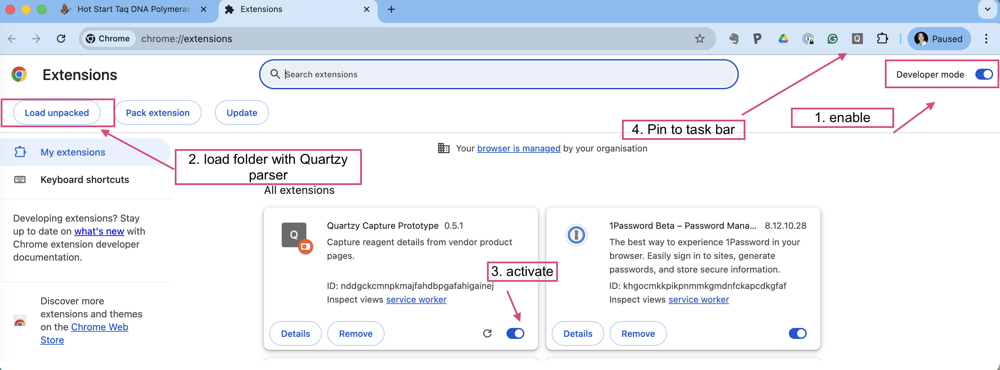 Hot Start Taq DNA Polymeras
Extensions
Chrome
chrome://extensions
Paused
Extensions
Search extensions
Developer mode
Load unpacked
Pack extension
Update
1. enable
4. Pin to task bar
My extensions
Your browser is managed by your organisation
2. load folder with Quartzy
parser
Keyboard shortcuts
All extensions
Developing extensions? Stay
up to date on what's new with
Chrome extension developer
documentation.
Discover more
extensions and themes
on the Chrome Web
Store
Q
Quartzy Capture Prototype 0.5.1
Capture reagent details from vendor product
pages.
3. activate
ID: nddgckcmnpkmajfahdbpgafahigainej
Inspect views service worker
Details
Remove
1Password Beta – Password Mana... 8.12.10.28
The best way to experience 1Password in your
browser. Easily sign in to sites, generate
passwords, and store secure information.
ID: khgocmkkpikpnmmkgmdnfckapcdkgfaf
Inspect views service worker
Details
Remove